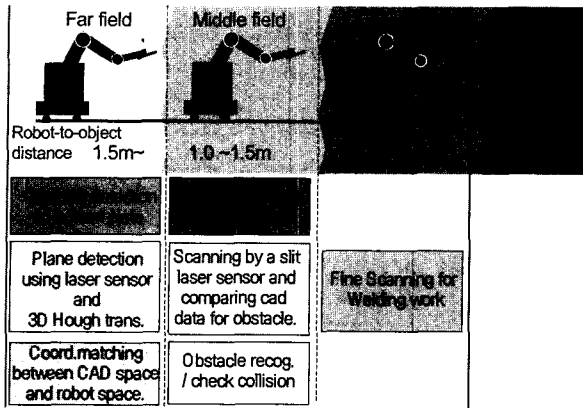 Far field
Middle field
Robot-to-object
distance 1.5m~
1.0~1.5m
Plane detection
using laser sensor
and
3D Hough trans.
Scanning by a slit
laser sensor and
comparing cad
data for obstacle.
Fine Scanning for
Welding work
Coord.matching
between CAD space
and robot space.
Obstacle recog.
/ check collision